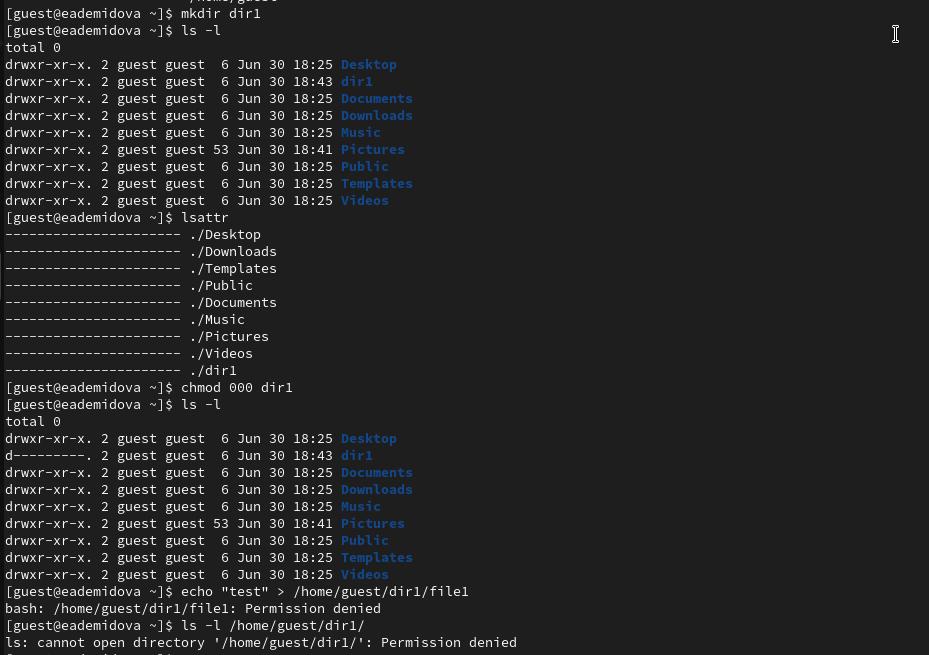 [guest@eademidova ~]$ mkdir dir1
[guest@eademidova ~]$ ls -l
total 0
drwxr-xr-x. 2 guest guest  6 Jun 30 18:25 Desktop
drwxr-xr-x. 2 guest guest  6 Jun 30 18:43 dir1
drwxr-xr-x. 2 guest guest  6 Jun 30 18:25 Documents
drwxr-xr-x. 2 guest guest  6 Jun 30 18:25 Downloads
drwxr-xr-x. 2 guest guest  6 Jun 30 18:25 Music
drwxr-xr-x. 2 guest guest 53 Jun 30 18:41 Pictures
drwxr-xr-x. 2 guest guest  6 Jun 30 18:25 Public
drwxr-xr-x. 2 guest guest  6 Jun 30 18:25 Templates
drwxr-xr-x. 2 guest guest  6 Jun 30 18:25 Videos
[guest@eademidova ~]$ lsattr
---------------------- ./Desktop
---------------------- ./Downloads
---------------------- ./Templates
---------------------- ./Public
---------------------- ./Documents
---------------------- ./Music
---------------------- ./Pictures
---------------------- ./Videos
---------------------- ./dir1
[guest@eademidova ~]$ chmod 000 dir1
[guest@eademidova ~]$ ls -l
total 0
drwxr-xr-x. 2 guest guest  6 Jun 30 18:25 Desktop
d---------. 2 guest guest  6 Jun 30 18:43 dir1
drwxr-xr-x. 2 guest guest  6 Jun 30 18:25 Documents
drwxr-xr-x. 2 guest guest  6 Jun 30 18:25 Downloads
drwxr-xr-x. 2 guest guest  6 Jun 30 18:25 Music
drwxr-xr-x. 2 guest guest 53 Jun 30 18:41 Pictures
drwxr-xr-x. 2 guest guest  6 Jun 30 18:25 Public
drwxr-xr-x. 2 guest guest  6 Jun 30 18:25 Templates
drwxr-xr-x. 2 guest guest  6 Jun 30 18:25 Videos
[guest@eademidova ~]$ echo "test" > /home/guest/dir1/file1
bash: /home/guest/dir1/file1: Permission denied
[guest@eademidova ~]$ ls -l /home/guest/dir1/
ls: cannot open directory '/home/guest/dir1/': Permission denied